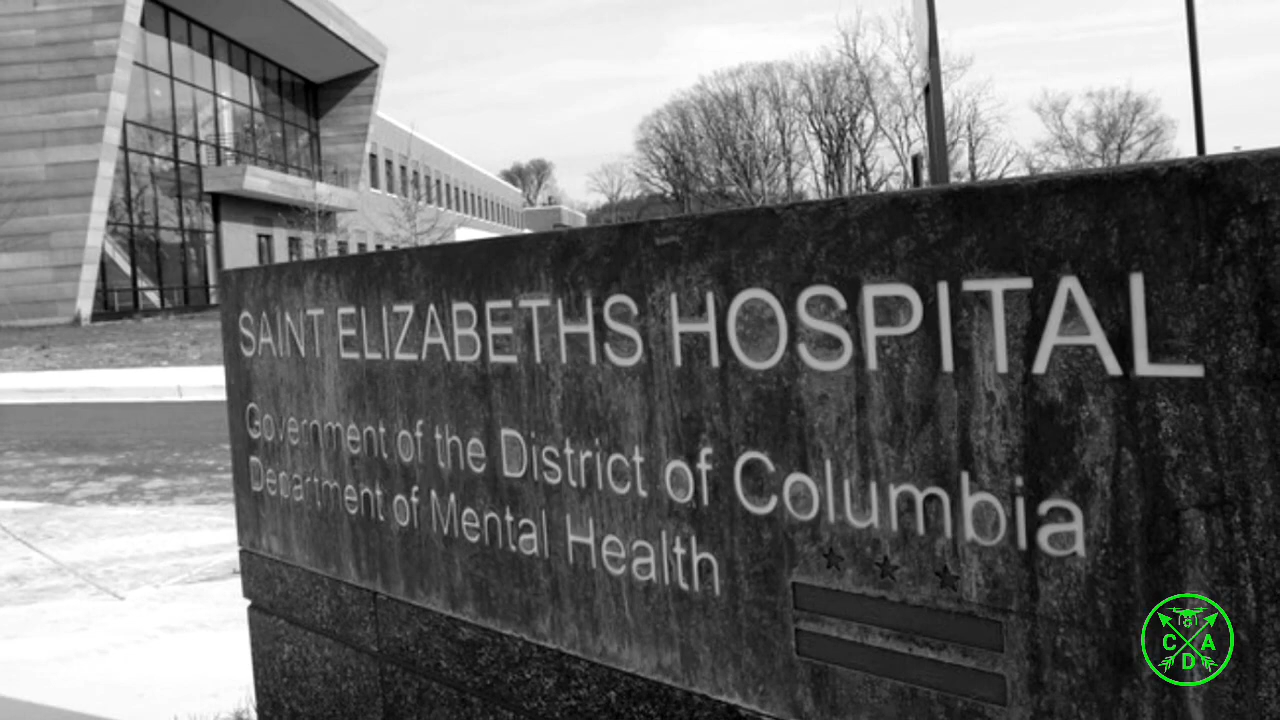 SAINT ELIZABETHS HOSPITAL
Government of the District of Columbia
Department of Mental Health
C A
D